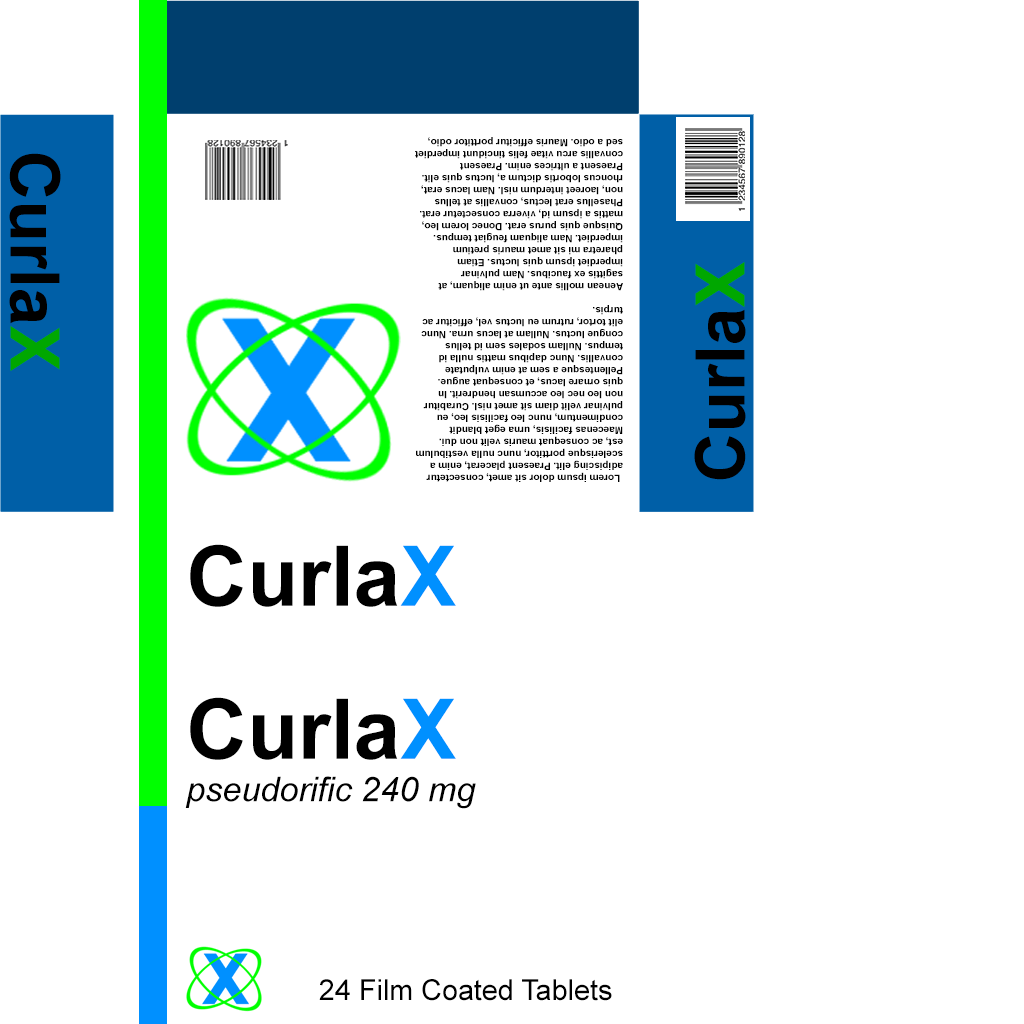 CurlaX
1 234567 890128
Lorem ipsum dolor sit amet, consectetur
adipiscing elit. Praesent placerat, enim a
scelerisque porttitor, nunc nulla vestibulum
est, ac consequat mauris velit non dui.
Maecenas facilisis, urna eget blandit
condimentum, nunc leo facilisis leo, eu
pulvinar velit diam sit amet nisl. Curabitur
non leo nec leo accumsan hendrerit. In
quis ornare lacus, et consequat augue.
Pellentesque a sem at enim vulputate
convallis. Nunc dapibus mattis nulla id
tempus. Nullam sodales sem id tellus
congue luctus. Nullam at lacus urna. Nunc
elit tortor, rutrum eu luctus vel, efficitur ac
turpis.
Aenean mollis ante ut enim aliquam, at
sagittis ex faucibus. Nam pulvinar
imperdiet ipsum quis luctus. Etiam
pharetra mi sit amet mauris pretium
imperdiet. Nam aliquam feugiat tempus.
Quisque quis purus erat. Donec lorem leo,
mattis a ipsum id, viverra consectetur erat.
Phasellus erat lectus, convallis at tellus
non, laoreet interdum nisl. Nam lacus erat,
rhoncus lobortis dictum a, luctus quis elit.
Praesent a ultrices enim. Praesent
convallis arcu vitae felis tincidunt imperdiet
sed a odio. Mauris efficitur porttitor odio,
1 234567 890128
CurlaX
X
CurlaX
CurlaX
pseudorific 240 mg
X
24 Film Coated Tablets